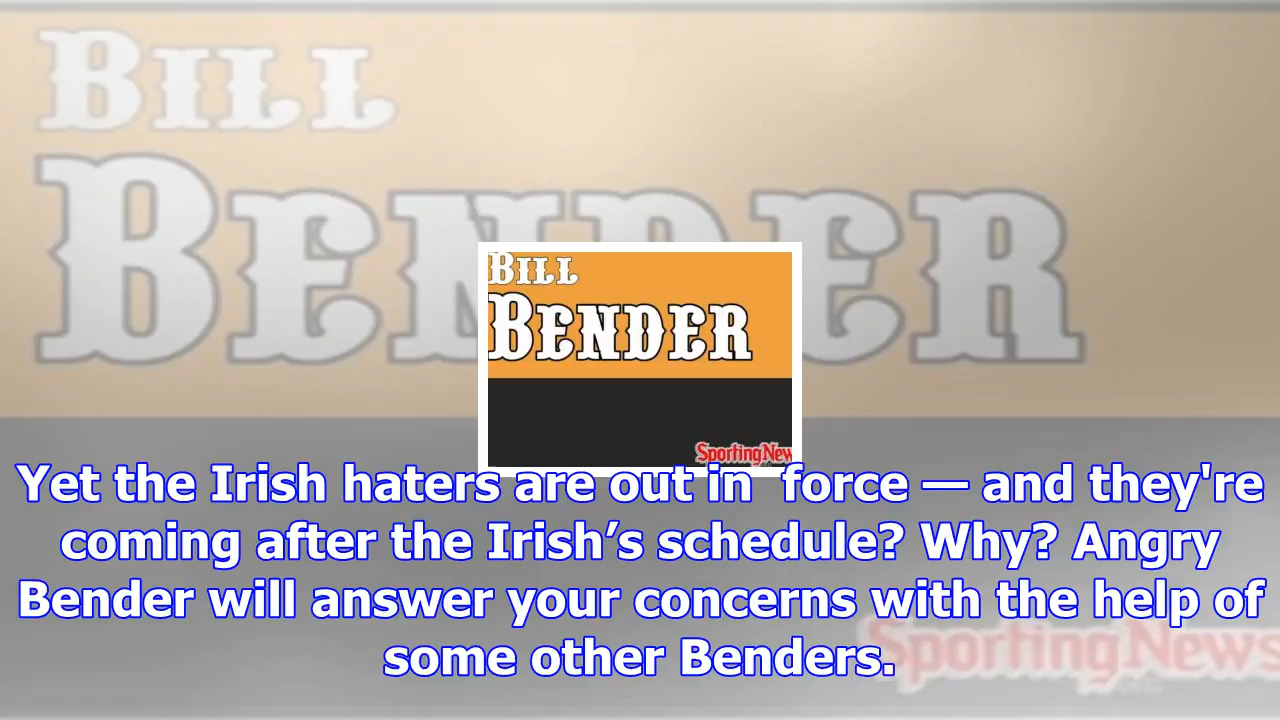 BILL
BENDER
BILL
BENDER
SportingNew
Yet the Irish haters are out in  force — and they're
coming after the Irish’s schedule? Why? Angry
Bender will answer your concerns with the help of
some other Benders.
SportingNews